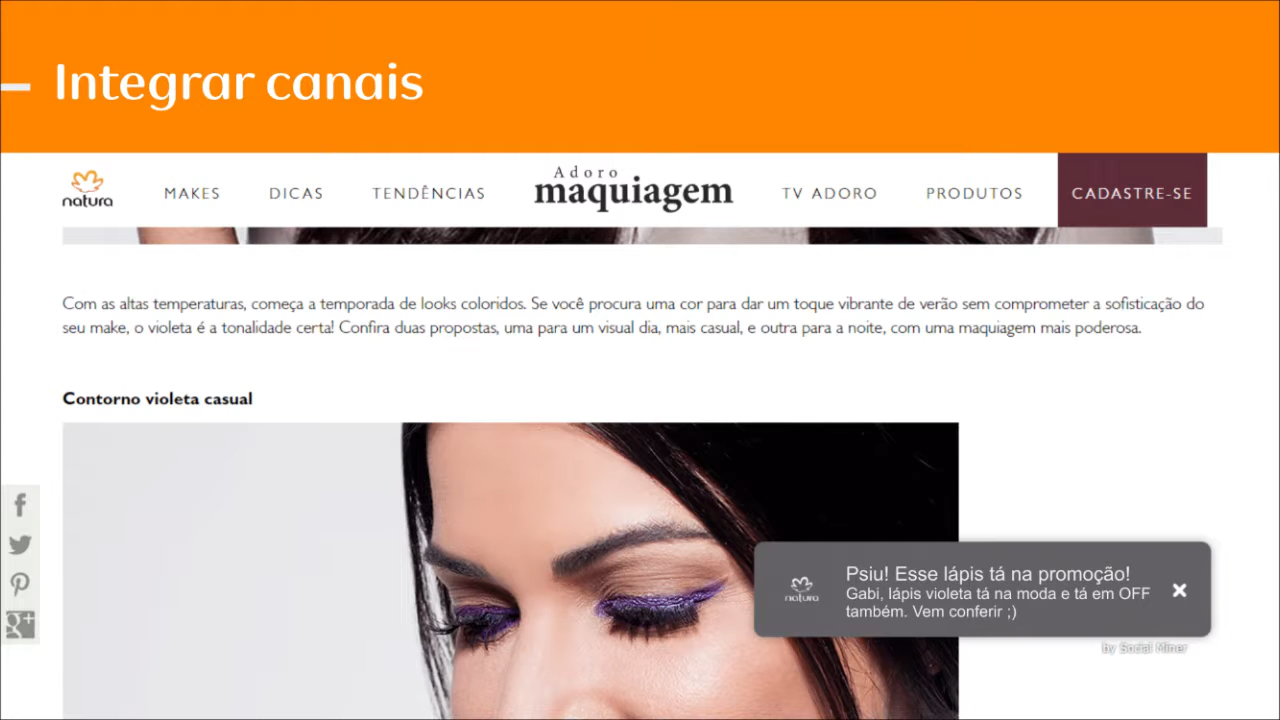 Integrar canais
natura
MAKES
DICAS
TENDÊNCIAS
Adoro
maquiagem
TV ADORO
PRODUTOS
CADASTRE-SE
Com as altas temperaturas, começa a temporada de looks coloridos. Se você procura uma cor para dar um toque vibrante de verão sem comprometer a sofisticação do
seu make, o violeta é a tonalidade certa! Confira duas propostas, uma para um visual dia, mais casual, e outra para a noite, com uma maquiagem mais poderosa.
Contorno violeta casual
natura
Psiu! Esse lápis tá na promoção!
Gabi, lápis violeta tá na moda e tá em OFF
também. Vem conferir ;)
by Social Miner